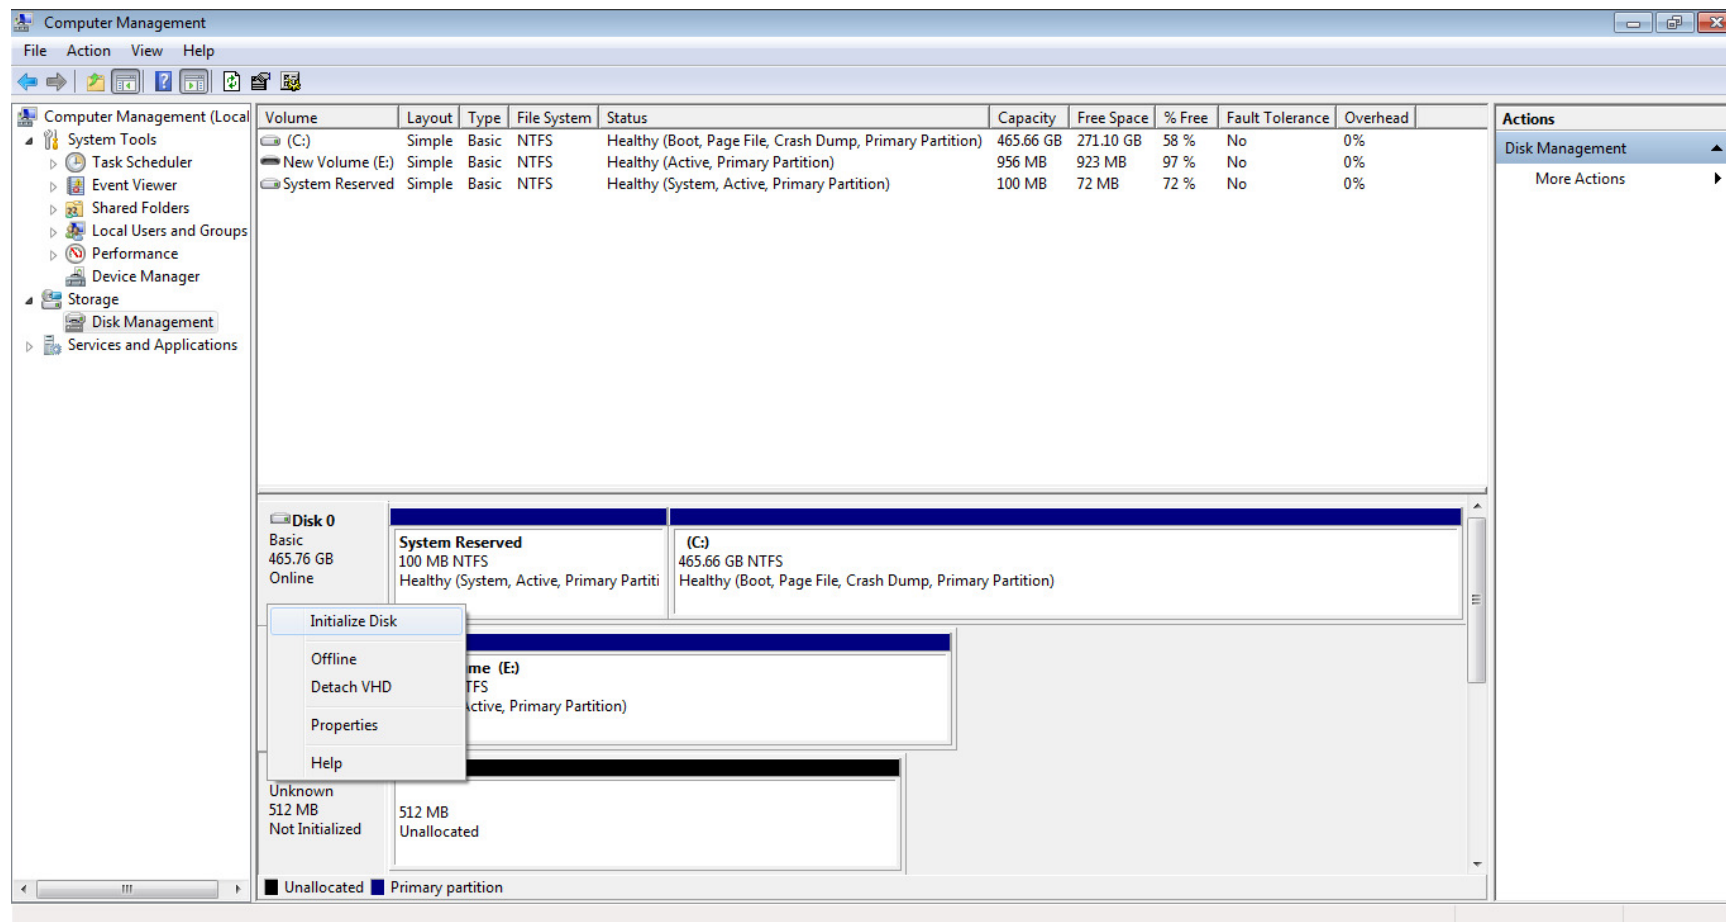 Computer Management
File Action View Help
Computer Management (Local
System Tools
Task Scheduler
Event Viewer
Shared Folders
Local Users and Groups
Performance
Device Manager
Storage
Disk Management
Services and Applications
Volume Layout Type File System Status Capacity Free Space % Free Fault Tolerance Overhead
(C:) Simple Basic NTFS Healthy (Boot, Page File, Crash Dump, Primary Partition) 465.66 GB 271.10 GB 58 % No 0%
New Volume (E:) Simple Basic NTFS Healthy (Active, Primary Partition) 956 MB 923 MB 97 % No 0%
System Reserved Simple Basic NTFS Healthy (System, Active, Primary Partition) 100 MB 72 MB 72 % No 0%
Disk 0
Basic
465.76 GB
Online
System Reserved
100 MB NTFS
Healthy (System, Active, Primary Partiti
(C:)
465.66 GB NTFS
Healthy (Boot, Page File, Crash Dump, Primary Partition)
Initialize Disk
Offline
Detach VHD
Properties
Help
me (E:)
TFS
Active, Primary Partition)
Unknown
512 MB
Not Initialized
512 MB
Unallocated
Unallocated Primary partition
Actions
Disk Management
More Actions